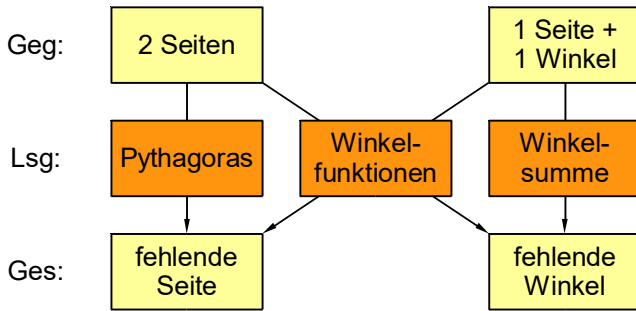 Geg:
2 Seiten
1 Seite +
1 Winkel
Lsg:
Pythagoras
Winkel-
funktionen
Winkel-
summe
Ges:
fehlende
Seite
fehlende
Winkel